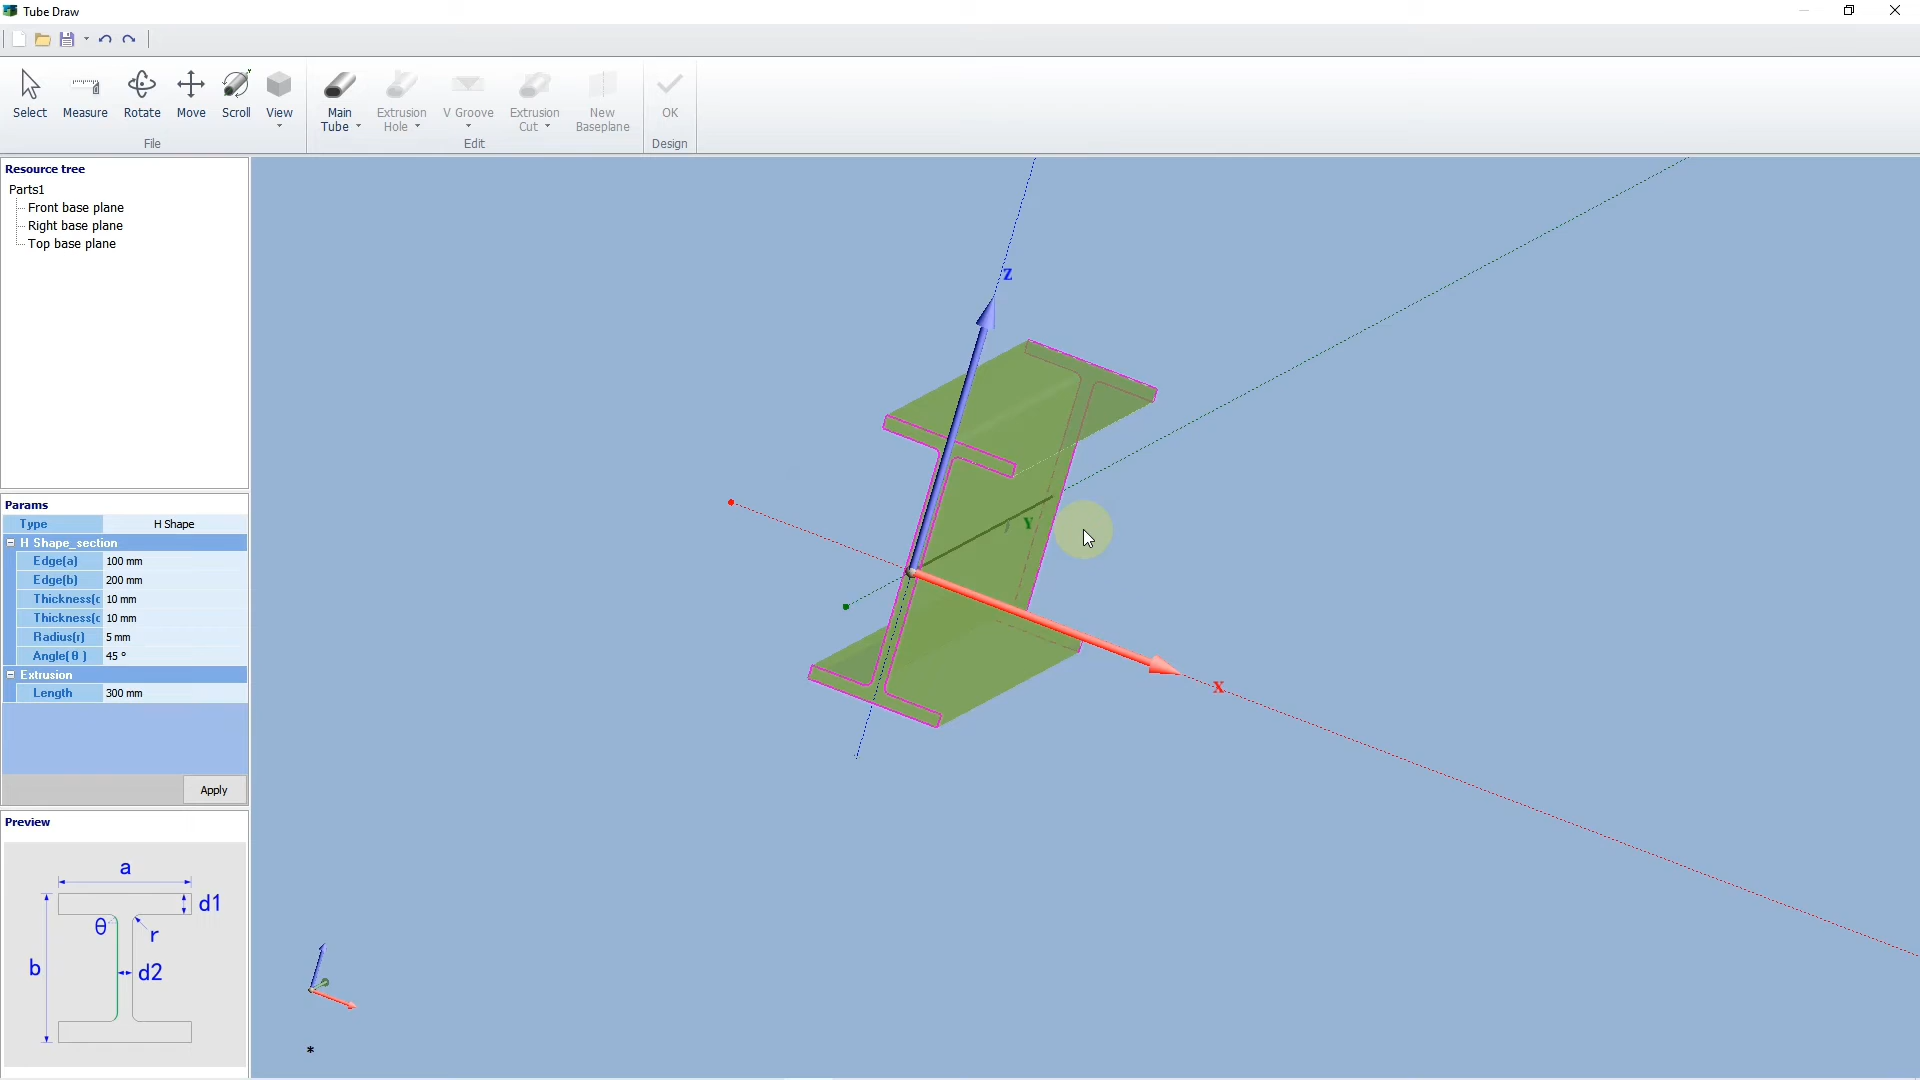 Tube Draw
Select
Measure
Rotate
Move
Scroll
View
Main
Tube
Extrusion
Hole
V Groove
Extrusion
Cut
New
Baseplane
OK
File
Edit
Design
Resource tree
Parts1
Front base plane
Right base plane
Top base plane
Params
Type H Shape
H Shape_section
Edge(a) 100 mm
Edge(b) 200 mm
Thickness(c 10 mm
Thickness(c 10 mm
Radius(r) 5 mm
Angle(θ) 45 °
Extrusion
Length 300 mm
Apply
Preview
a
d1
θ
r
b
d2
Z
Y
X
*